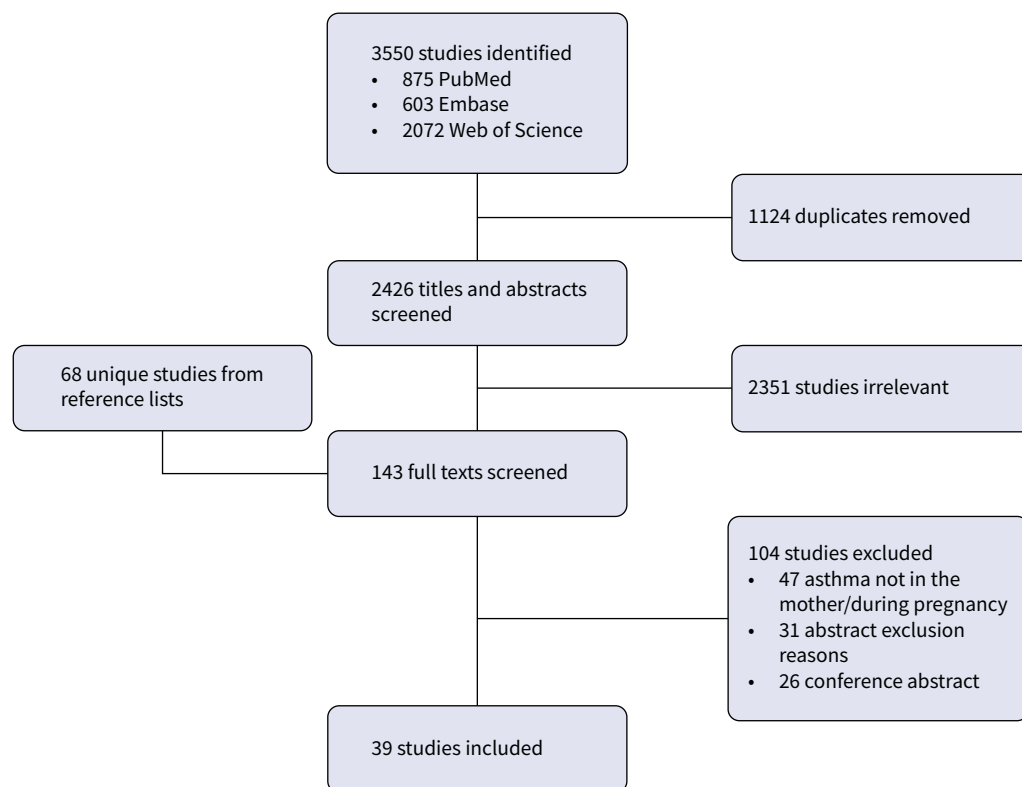 3550 studies identified
• 875 PubMed
• 603 Embase
• 2072 Web of Science
1124 duplicates removed
2426 titles and abstracts
screened
68 unique studies from
reference lists
2351 studies irrelevant
143 full texts screened
104 studies excluded
• 47 asthma not in the
mother/during pregnancy
• 31 abstract exclusion
reasons
• 26 conference abstract
39 studies included